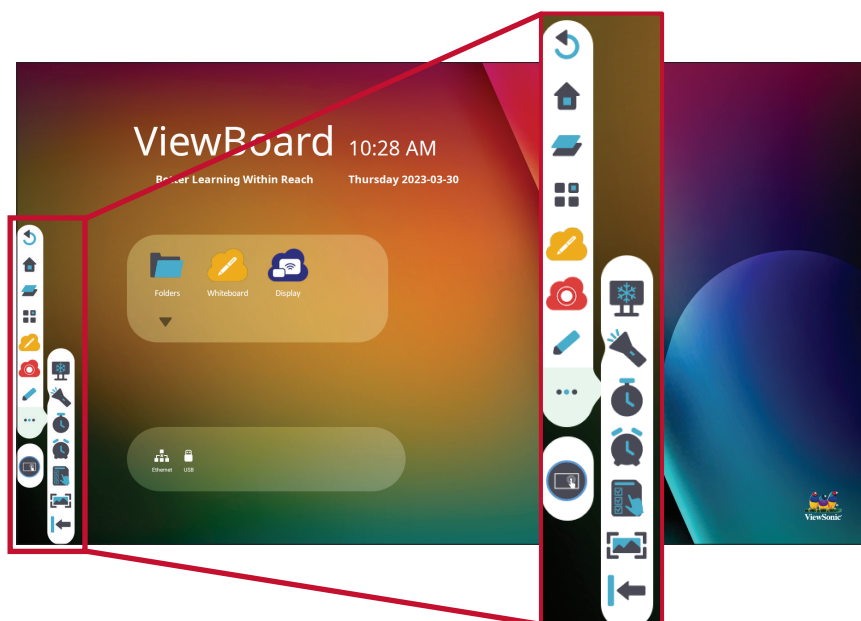 ViewBoard 10:28 AM
Better Learning Within Reach Thursday 2023-03-30
Folders Whiteboard Display
Ethernet USB
ViewSonic